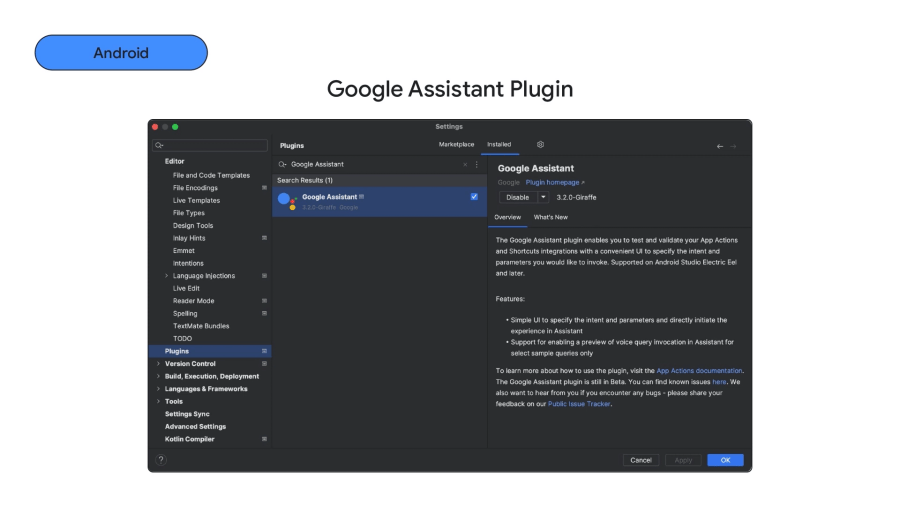 Android
Google Assistant Plugin
Settings
Plugins
Marketplace
Installed
Google Assistant
Search Results (1)
Google Assistant
3.2.0-Giraffe Google
Editor
File and Code Templates
File Encodings
Live Templates
File Types
Design Tools
Inlay Hints
Emmet
Intentions
Language Injections
Live Edit
Reader Mode
Spelling
TextMate Bundles
TODO
Plugins
Version Control
Build, Execution, Deployment
Languages & Frameworks
Tools
Settings Sync
Advanced Settings
Kotlin Compiler
Google Assistant
Google Plugin homepage
Disable
3.2.0-Giraffe
Overview
What's New
The Google Assistant plugin enables you to test and validate your App Actions
and Shortcuts integrations with a convenient UI to specify the intent and
parameters you would like to invoke. Supported on Android Studio Electric Eel
and later.
Features:
• Simple UI to specify the intent and parameters and directly initiate the
experience in Assistant
• Support for enabling a preview of voice query invocation in Assistant for
select sample queries only
To learn more about how to use the plugin, visit the App Actions documentation.
The Google Assistant plugin is still in Beta. You can find known issues here. We
also want to hear from you if you encounter any bugs - please share your
feedback on our Public Issue Tracker.
?
Cancel
Apply
OK